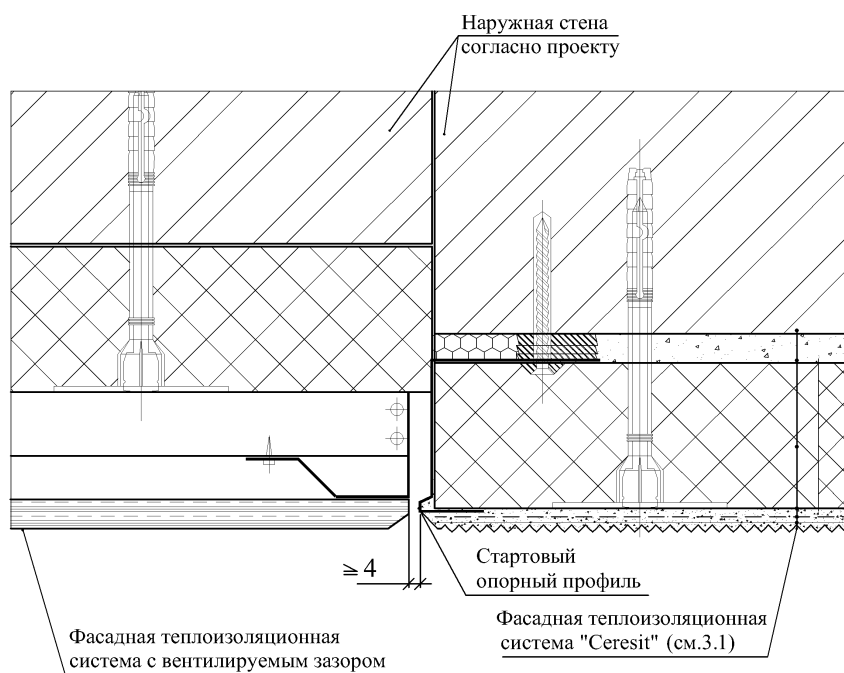 Наружная стена
согласно проекту
≥ 4
Стартовый
опорный профиль
Фасадная теплоизоляционная
система "Ceresit" (см.3.1)
Фасадная теплоизоляционная
система с вентилируемым зазором